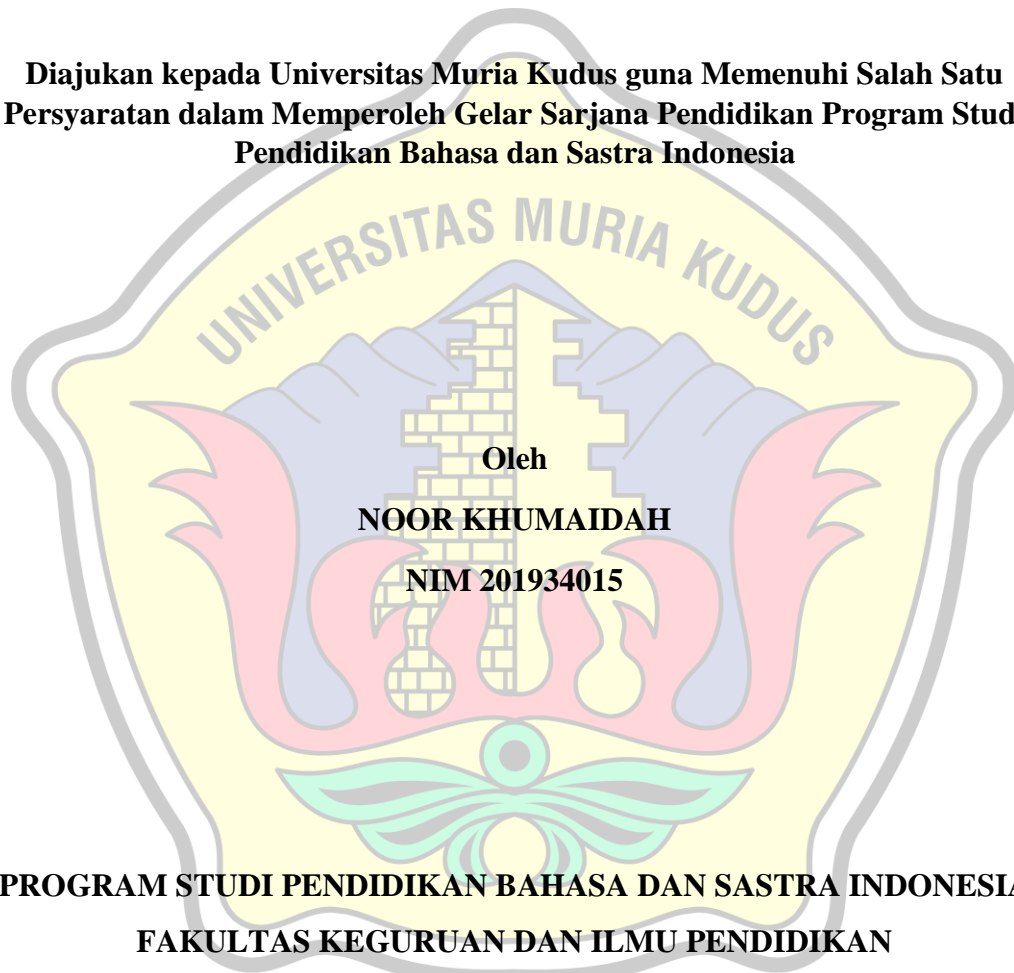 Diajukan kepada Universitas Muria Kudus guna Memenuhi Salah Satu
Persyaratan dalam Memperoleh Gelar Sarjana Pendidikan Program Stud
Pendidikan Bahasa dan Sastra Indonesia
UNIVERSITAS MURIA KUDUS
Oleh
NOOR KHUMAIDAH
NIM 201934015
PROGRAM STUDI PENDIDIKAN BAHASA DAN SASTRA INDONESIA
FAKULTAS KEGURUAN DAN ILMU PENDIDIKAN